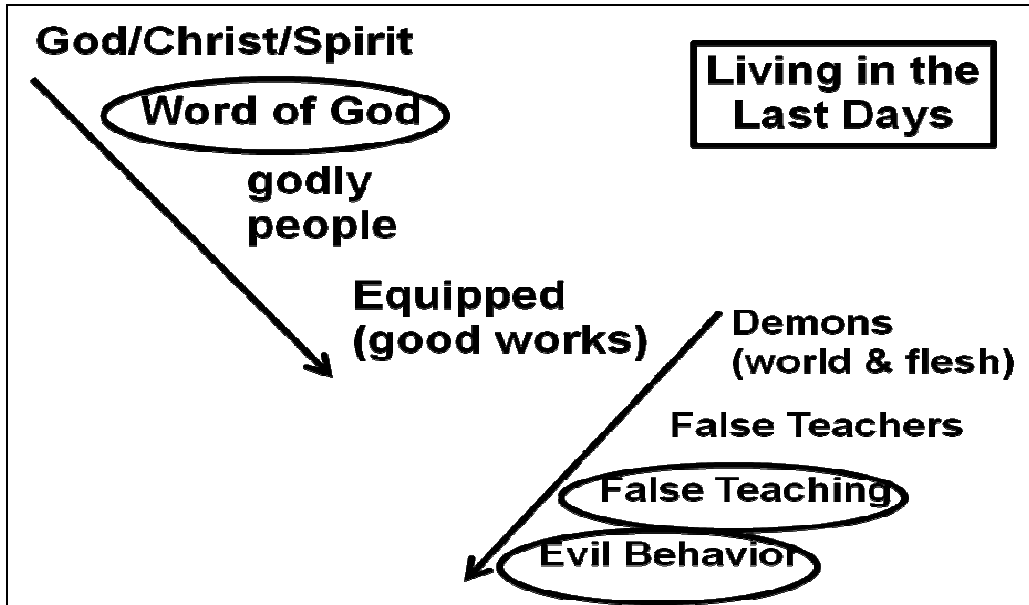 God/Christ/Spirit
Word of God
godly
people
Equipped
(good works)
Living in the
Last Days
Demons
(world & flesh)
False Teachers
False Teaching
Evil Behavior